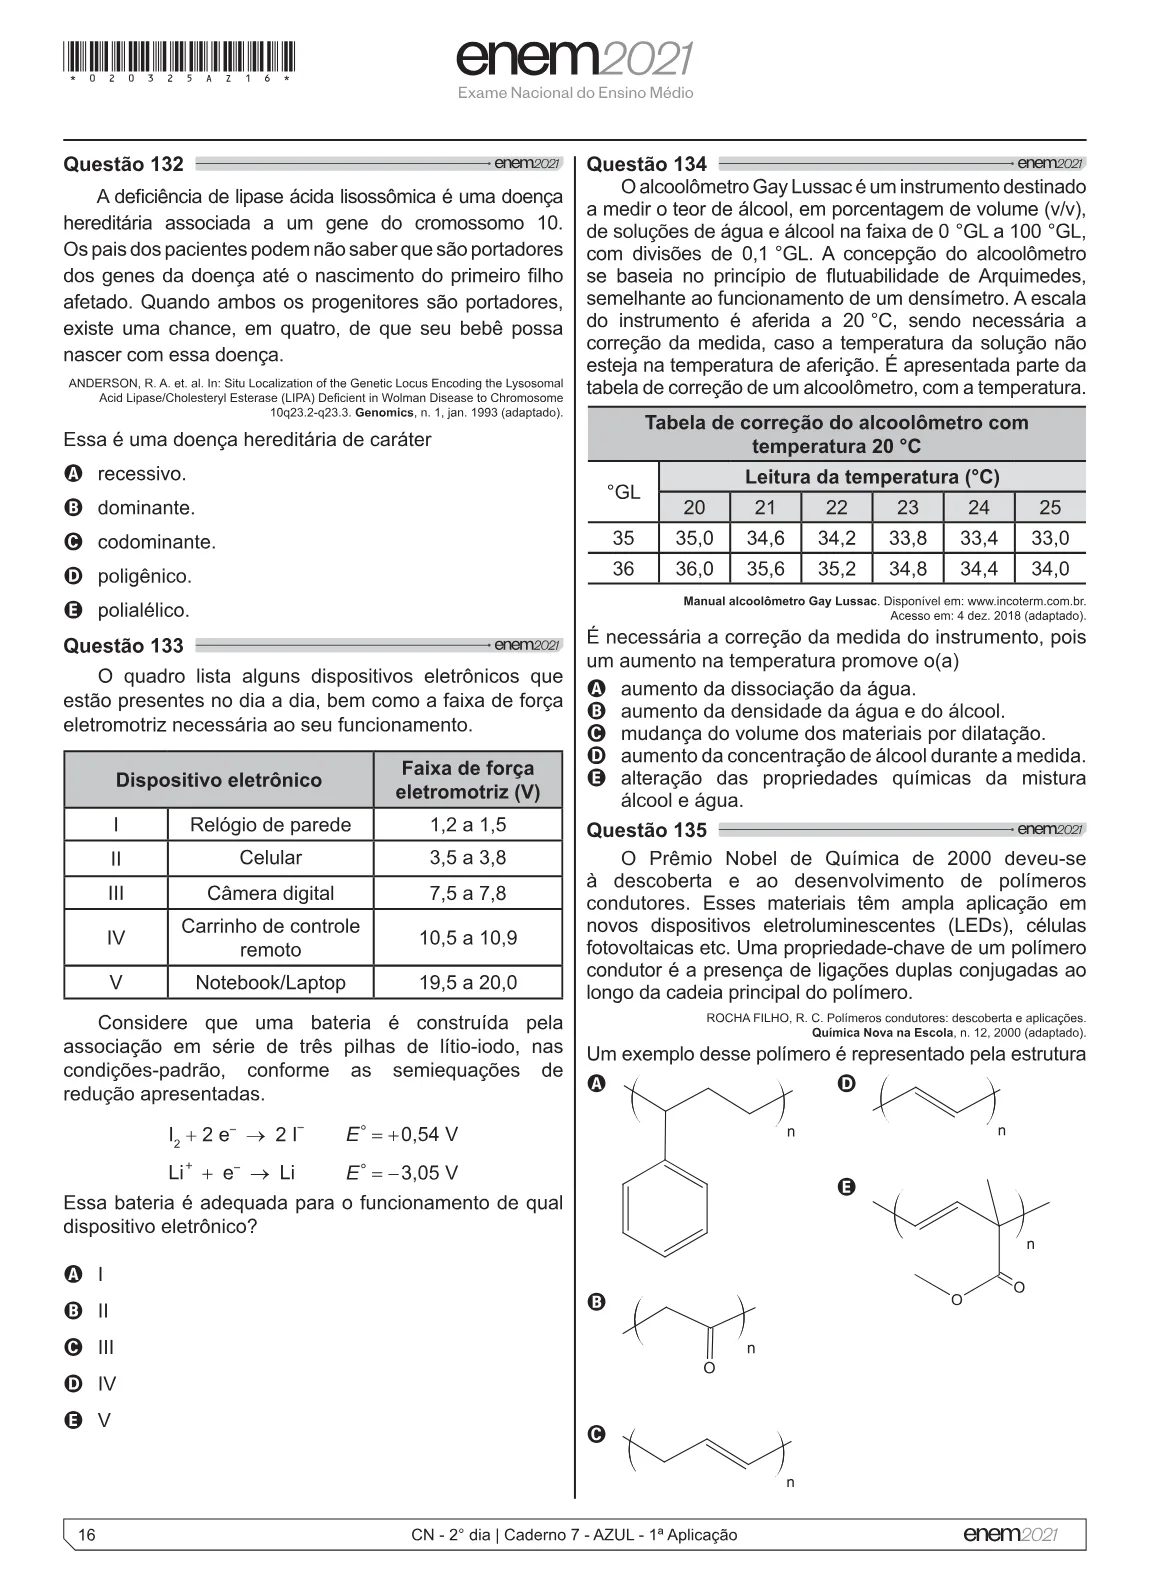 *020325AZ16*
enem2021
Exame Nacional do Ensino Médio
Questão 132
enem2021
A deficiência de lipase ácida lisossômica é uma doença
hereditária associada a um gene do cromossomo 10.
Os pais dos pacientes podem não saber que são portadores
dos genes da doença até o nascimento do primeiro filho
afetado. Quando ambos os progenitores são portadores,
existe uma chance, em quatro, de que seu bebê possa
nascer com essa doença.
ANDERSON, R. A. et. al. In: Situ Localization of the Genetic Locus Encoding the Lysosomal
Acid Lipase/Cholesteryl Esterase (LIPA) Deficient in Wolman Disease to Chromosome
10q23.2-q23.3. Genomics, n. 1, jan. 1993 (adaptado).
Essa é uma doença hereditária de caráter
A recessivo.
B dominante.
C codominante.
D poligênico.
E polialélico.
Questão 133
enem2021
O quadro lista alguns dispositivos eletrônicos que
estão presentes no dia a dia, bem como a faixa de força
eletromotriz necessária ao seu funcionamento.
Dispositivo eletrônico
Faixa de força
eletromotriz (V)
I Relógio de parede 1,2 a 1,5
II Celular 3,5 a 3,8
III Câmera digital 7,5 a 7,8
IV Carrinho de controle
remoto 10,5 a 10,9
V Notebook/Laptop 19,5 a 20,0
Considere que uma bateria é construída pela
associação em série de três pilhas de lítio-iodo, nas
condições-padrão, conforme as semiequações de
redução apresentadas.
I₂ + 2 e⁻ → 2 I⁻ E° = +0,54 V
Li⁺ + e⁻ → Li E° = −3,05 V
Essa bateria é adequada para o funcionamento de qual
dispositivo eletrônico?
A I
B II
C III
D IV
E V
Questão 134
enem2021
O alcoolômetro Gay Lussac é um instrumento destinado
a medir o teor de álcool, em porcentagem de volume (v/v),
de soluções de água e álcool na faixa de 0 °GL a 100 °GL,
com divisões de 0,1 °GL. A concepção do alcoolômetro
se baseia no princípio de flutuabilidade de Arquimedes,
semelhante ao funcionamento de um densímetro. A escala
do instrumento é aferida a 20 °C, sendo necessária a
correção da medida, caso a temperatura da solução não
esteja na temperatura de aferição. É apresentada parte da
tabela de correção de um alcoolômetro, com a temperatura.
Tabela de correção do alcoolômetro com
temperatura 20 °C
°GL
Leitura da temperatura (°C)
20 21 22 23 24 25
35 35,0 34,6 34,2 33,8 33,4 33,0
36 36,0 35,6 35,2 34,8 34,4 34,0
Manual alcoolômetro Gay Lussac. Disponível em: www.incoterm.com.br.
Acesso em: 4 dez. 2018 (adaptado).
É necessária a correção da medida do instrumento, pois
um aumento na temperatura promove o(a)
A aumento da dissociação da água.
B aumento da densidade da água e do álcool.
C mudança do volume dos materiais por dilatação.
D aumento da concentração de álcool durante a medida.
E alteração das propriedades químicas da mistura
álcool e água.
Questão 135
enem2021
O Prêmio Nobel de Química de 2000 deveu-se
à descoberta e ao desenvolvimento de polímeros
condutores. Esses materiais têm ampla aplicação em
novos dispositivos eletroluminescentes (LEDs), células
fotovoltaicas etc. Uma propriedade-chave de um polímero
condutor é a presença de ligações duplas conjugadas ao
longo da cadeia principal do polímero.
ROCHA FILHO, R. C. Polímeros condutores: descoberta e aplicações.
Química Nova na Escola, n. 12, 2000 (adaptado).
Um exemplo desse polímero é representado pela estrutura
A
n
B
n
O
C
n
D
n
E
n
O
O
16
CN - 2° dia | Caderno 7 - AZUL - 1ª Aplicação
enem2021